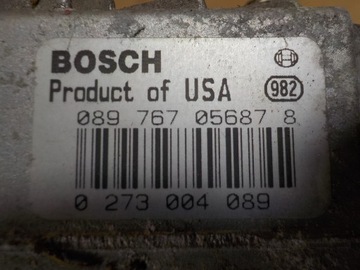 BOSCH
Product of USA 982
089 767 05687 8
0 273 004 089